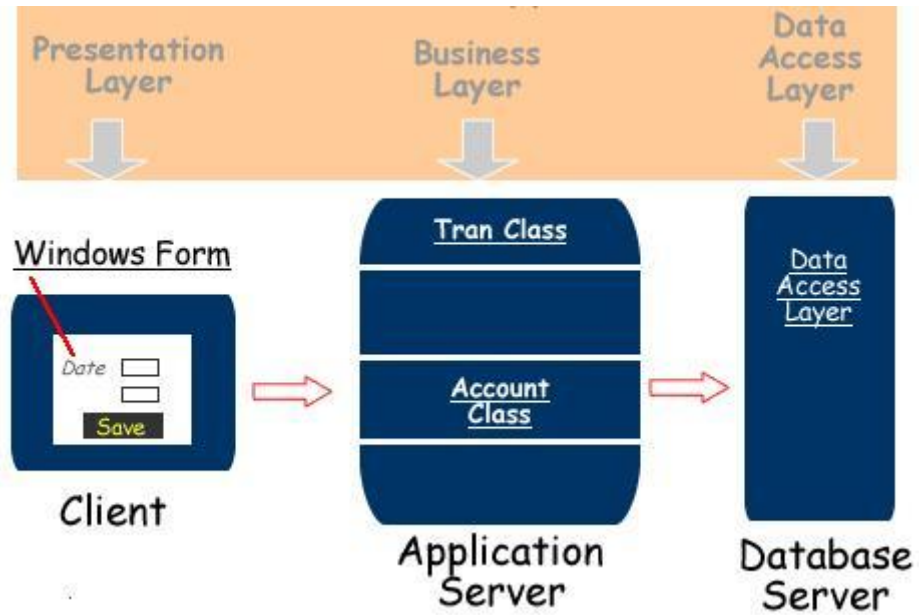 Presentation
Layer
Business
Layer
Data
Access
Layer
Windows Form
Date
Save
Client
Tran Class
Account
Class
Application
Server
Data
Access
Layer
Database
Server